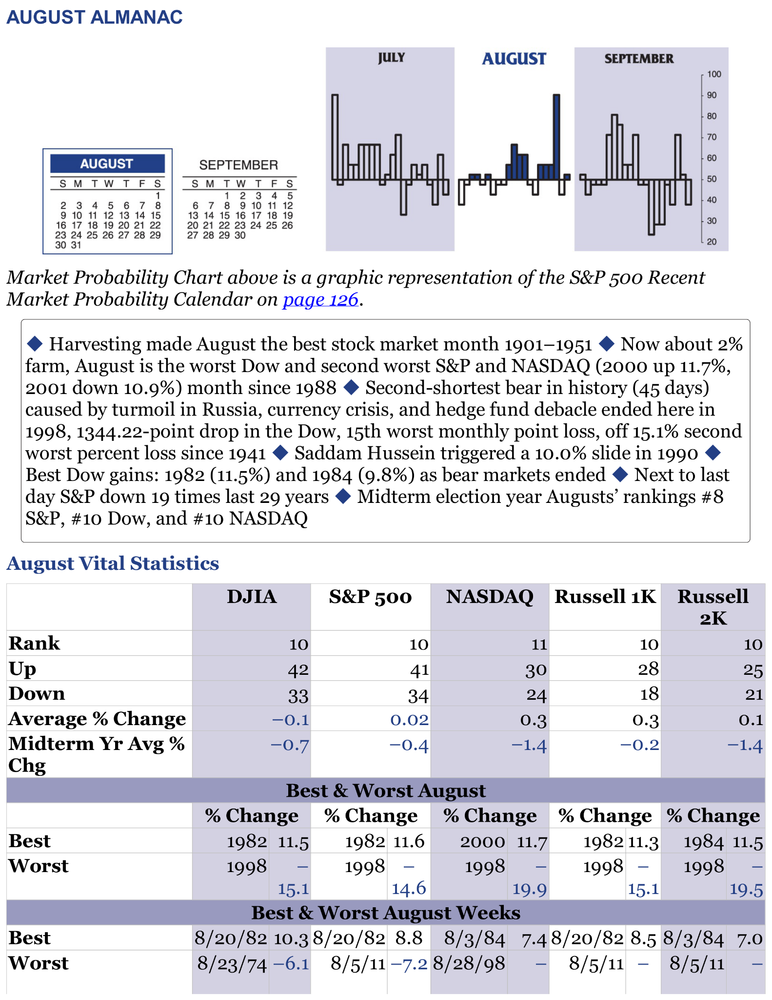 AUGUST ALMANAC
JULY
AUGUST
SEPTEMBER
100
90
80
70
60
50
40
30
20
AUGUST
S M T W T F S
1
2 3 4 5 6 7 8
9 10 11 12 13 14 15
16 17 18 19 20 21 22
23 24 25 26 27 28 29
30 31
SEPTEMBER
S M T W T F S
1 2 3 4 5
6 7 8 9 10 11 12
13 14 15 16 17 18 19
20 21 22 23 24 25 26
27 28 29 30
Market Probability Chart above is a graphic representation of the S&P 500 Recent
Market Probability Calendar on page 126.
◆ Harvesting made August the best stock market month 1901–1951 ◆ Now about 2%
farm, August is the worst Dow and second worst S&P and NASDAQ (2000 up 11.7%,
2001 down 10.9%) month since 1988 ◆ Second-shortest bear in history (45 days)
caused by turmoil in Russia, currency crisis, and hedge fund debacle ended here in
1998, 1344.22-point drop in the Dow, 15th worst monthly point loss, off 15.1% second
worst percent loss since 1941 ◆ Saddam Hussein triggered a 10.0% slide in 1990 ◆
Best Dow gains: 1982 (11.5%) and 1984 (9.8%) as bear markets ended ◆ Next to last
day S&P down 19 times last 29 years ◆ Midterm election year Augusts’ rankings #8
S&P, #10 Dow, and #10 NASDAQ
August Vital Statistics
DJIA S&P 500 NASDAQ Russell 1K Russell
2K
Rank 10 10 11 10 10
Up 42 41 30 28 25
Down 33 34 24 18 21
Average % Change –0.1 0.02 0.3 0.3 0.1
Midterm Yr Avg % –0.7 –0.4 –1.4 –0.2 –1.4
Chg
Best & Worst August
% Change % Change % Change % Change % Change
Best 1982 11.5 1982 11.6 2000 11.7 1982 11.3 1984 11.5
Worst 1998 – 1998 – 1998 – 1998 – 1998 –
15.1 14.6 19.9 15.1 19.5
Best & Worst August Weeks
Best 8/20/82 10.3 8/20/82 8.8 8/3/84 7.4 8/20/82 8.5 8/3/84 7.0
Worst 8/23/74 –6.1 8/5/11 –7.2 8/28/98 – 8/5/11 – 8/5/11 –